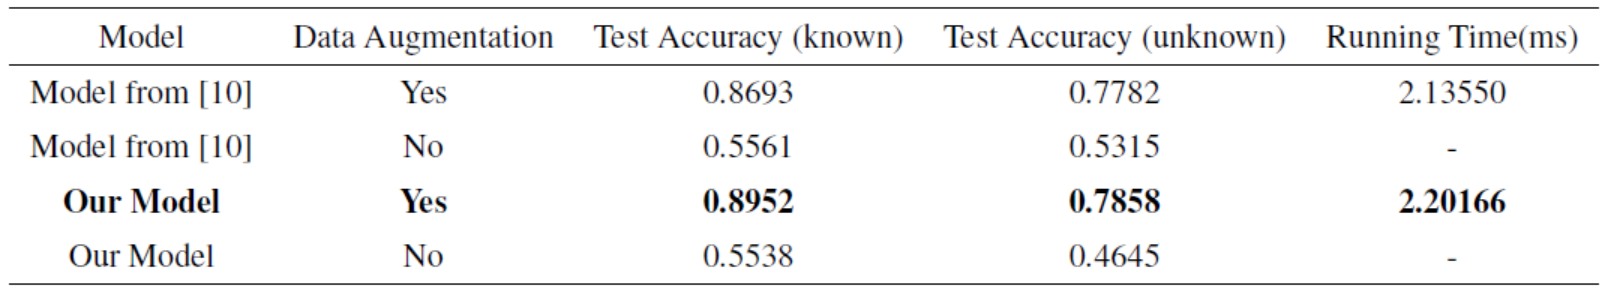 Model Data Augmentation Test Accuracy (known) Test Accuracy (unknown) Running Time(ms)
Model from [10] Yes 0.8693 0.7782 2.13550
Model from [10] No 0.5561 0.5315 -
Our Model Yes 0.8952 0.7858 2.20166
Our Model No 0.5538 0.4645 -